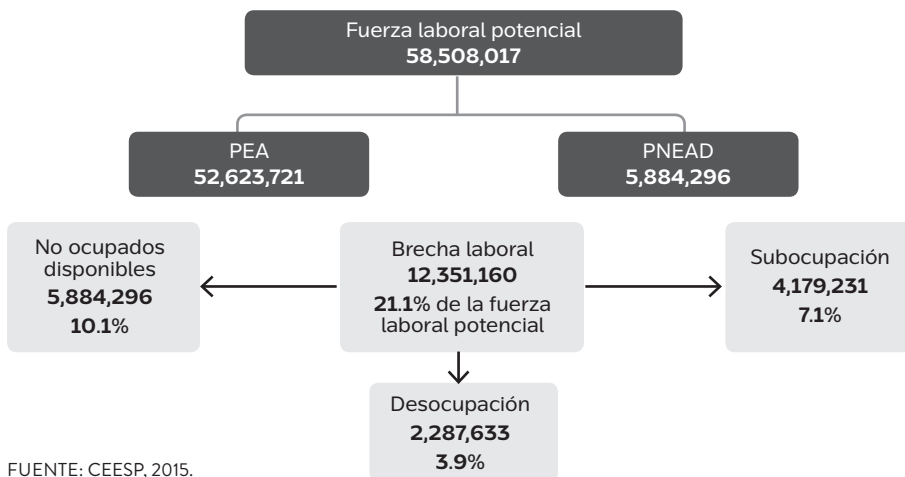 Fuerza laboral potencial
58,508,017
PEA
52,623,721
PNEAD
5,884,296
No ocupados
disponibles
5,884,296
10.1%
Brecha laboral
12,351,160
21.1% de la fuerza
laboral potencial
Subocupación
4,179,231
7.1%
Desocupación
2,287,633
3.9%
FUENTE: CEESP, 2015.